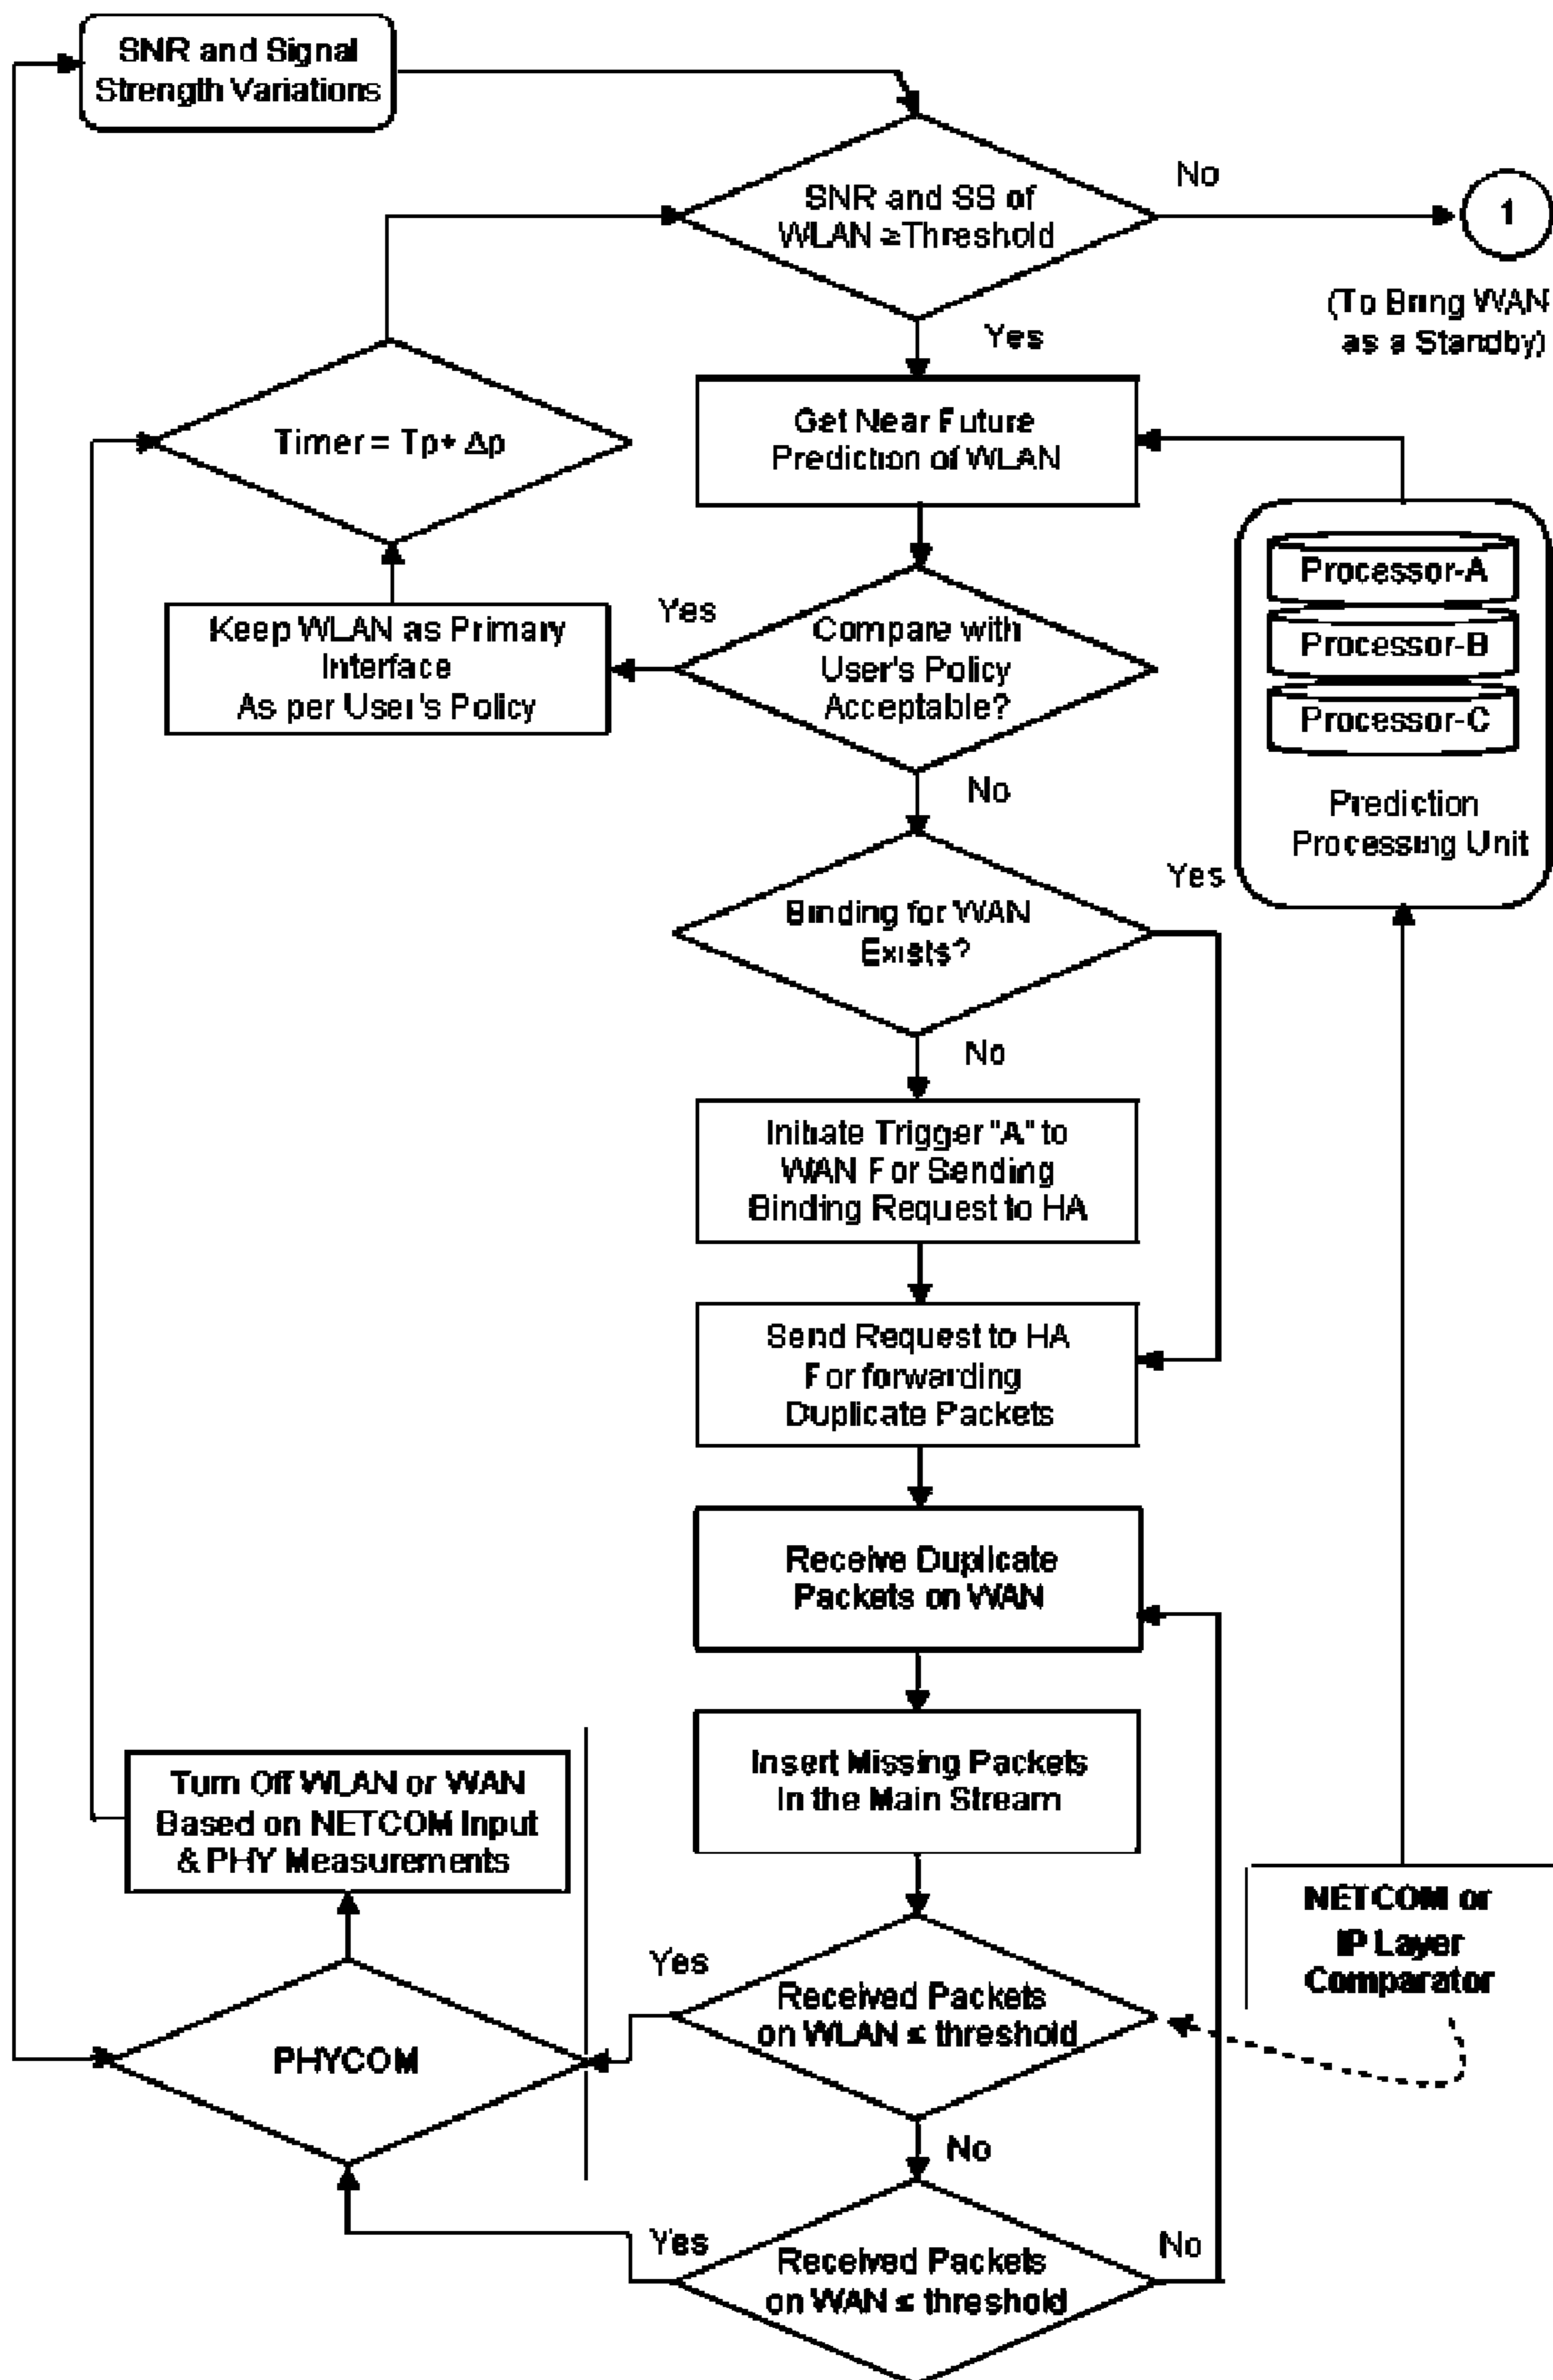 SNR and Signal
Strength Variations
SNR and SS of
WLAN ≥Threshold
No
1
(To Bring WAN
as a Standby)
Yes
Timer = Tp+ Δp
Get Near Future
Prediction of WLAN
Processor-A
Processor-B
Processor-C
Prediction
Processing Unit
Keep WLAN as Primary
Interface
As per User's Policy
Yes
Compare with
User's Policy
Acceptable?
No
Binding for WAN
Exists?
Yes
No
Initiate Trigger "A" to
WAN For Sending
Binding Request to HA
Send Request to HA
For forwarding
Duplicate Packets
Receive Duplicate
Packets on WAN
Insert Missing Packets
In the Main Stream
Turn Off WLAN or WAN
Based on NETCOM Input
& PHY Measurements
NETCOM or
IP Layer
Comparator
Yes
Received Packets
on WLAN ≤ threshold
PHYCOM
No
Yes
Received Packets
on WAN ≤ threshold
No